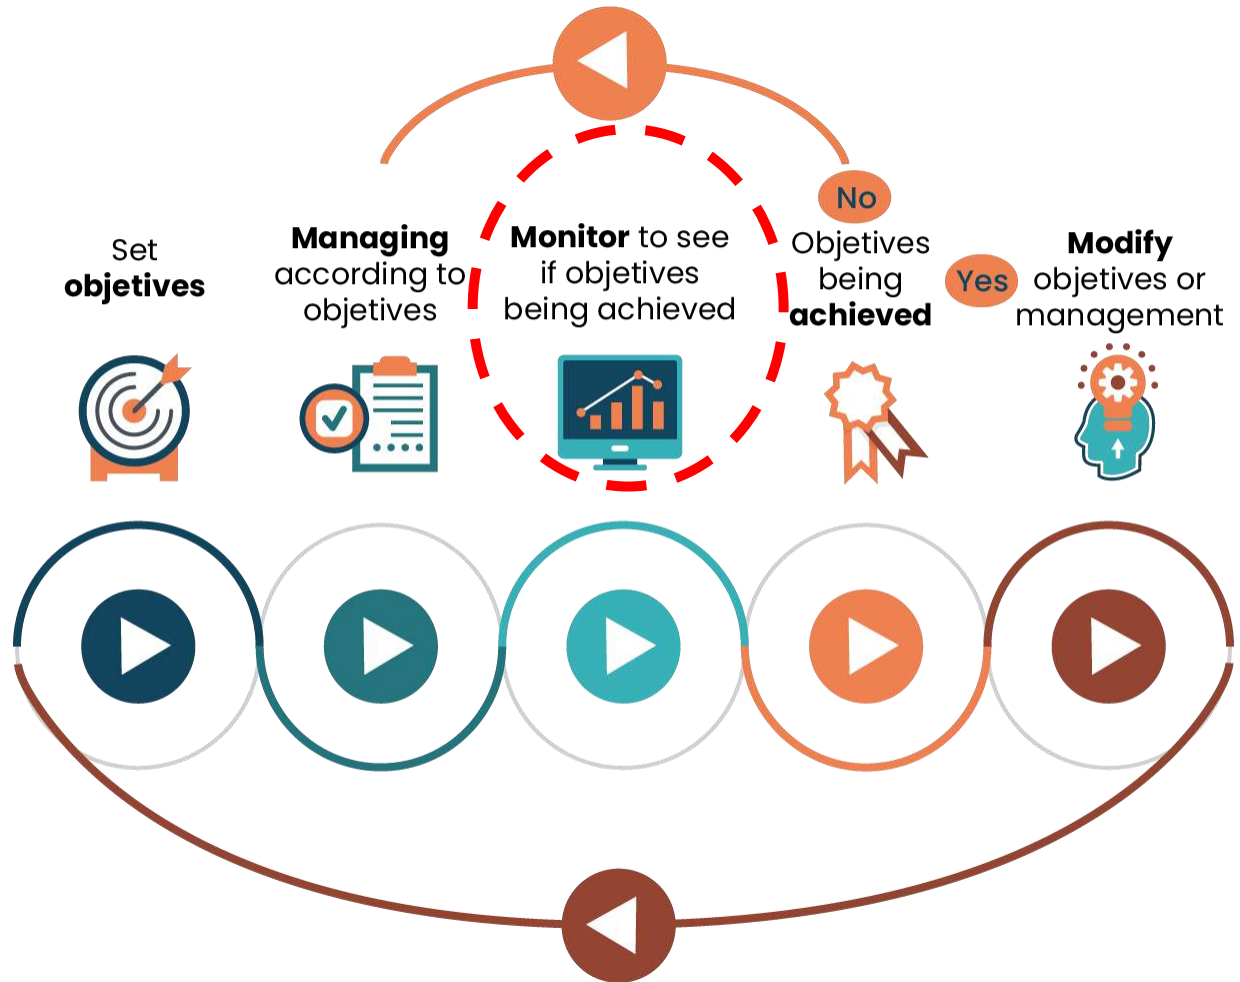 Set
objetives
Managing
according to
objetives
Monitor to see
if objetives
being achieved
No
Objetives
being
achieved
Yes
Modify
objetives or
management